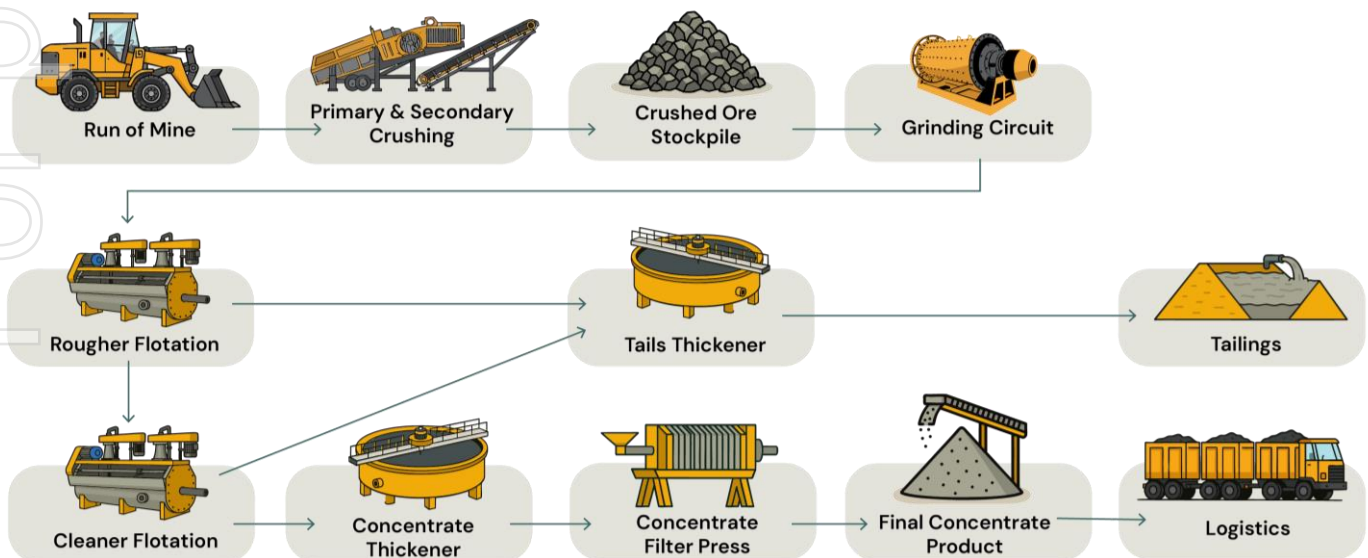 Run of Mine
Primary & Secondary
Crushing
Crushed Ore
Stockpile
Grinding Circuit
Rougher Flotation
Tails Thickener
Tailings
Cleaner Flotation
Concentrate
Thickener
Concentrate
Filter Press
Final Concentrate
Product
Logistics